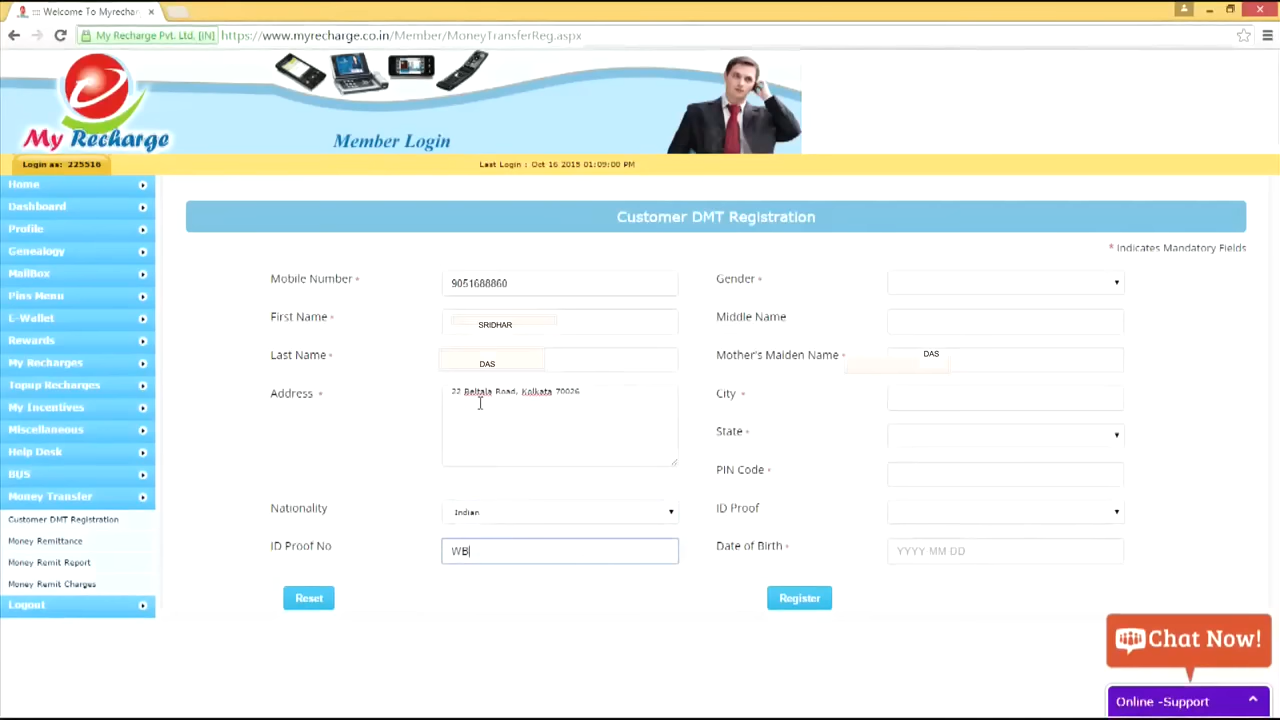 :::: Welcome To Myrecharg
My Recharge Pvt. Ltd. [IN]
https://www.myrecharge.co.in/Member/MoneyTransferReg.aspx
My Recharge
Member Login
Login as: 225516
Last Login : Oct 16 2015 01:09:00 PM
Home
Dashboard
Profile
Genealogy
MailBox
Pins Menu
E-Wallet
Rewards
My Recharges
Topup Recharges
My Incentives
Miscellaneous
Help Desk
BUS
Money Transfer
Customer DMT Registration
Money Remittance
Money Remit Report
Money Remit Charges
Logout
Customer DMT Registration
* Indicates Mandatory Fields
Mobile Number * 9051688860 Gender *
First Name * SRIDHAR Middle Name
Last Name * DAS Mother's Maiden Name * DAS
Address * 22 Beltala Road, Kolkata 70026 City *
State *
PIN Code *
Nationality Indian ID Proof
ID Proof No WB Date of Birth * YYYY MM DD
Reset Register
Chat Now!
Online -Support